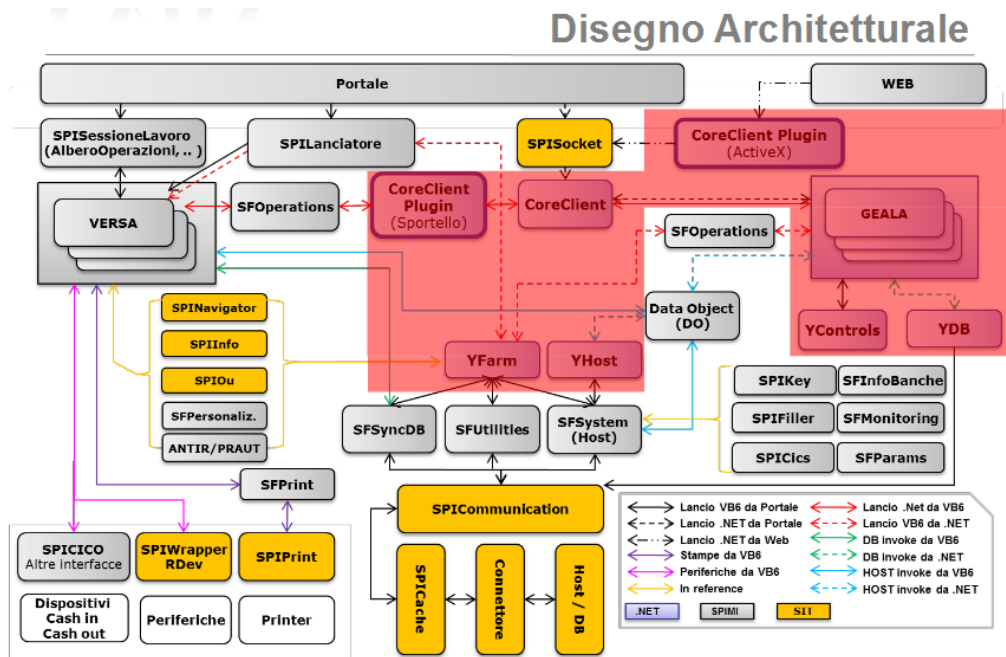 Disegno Architetturale
Portale
WEB
SPISessioneLavoro
(AlberoOperazioni, .. )
SPILanciatore
SPISocket
CoreClient Plugin
(ActiveX)
VERSA
SFOperations
CoreClient
Plugin
(Sportello)
CoreClient
GEALA
SFOperations
SPINavigator
SPIInfo
SPIOu
SFPersonaliz.
ANTIR/PRAUT
Data Object
(DO)
YControls
YDB
YFarm
YHost
SFSyncDB
SFUtilities
SFSystem
(Host)
SPIKey
SFInfoBanche
SPIFiller
SFMonitoring
SPICics
SFParams
SFPrint
SPICommunication
SPICICO
Altre Interfacce
SPIWrapper
RDev
SPIPrint
Dispositivi
Cash in
Cash out
Periferiche
Printer
SPICache
Connettore
Host / DB
Lancio VB6 da Portale
Lancio .Net da VB6
Lancio .NET da Portale
Lancio VB6 da .NET
Lancio .NET da Web
DB invoke da VB6
Stampe da VB6
DB invoke da .NET
Periferiche da VB6
HOST invoke da VB6
In reference
HOST invoke da .NET
.NET
SPIMI
SIT